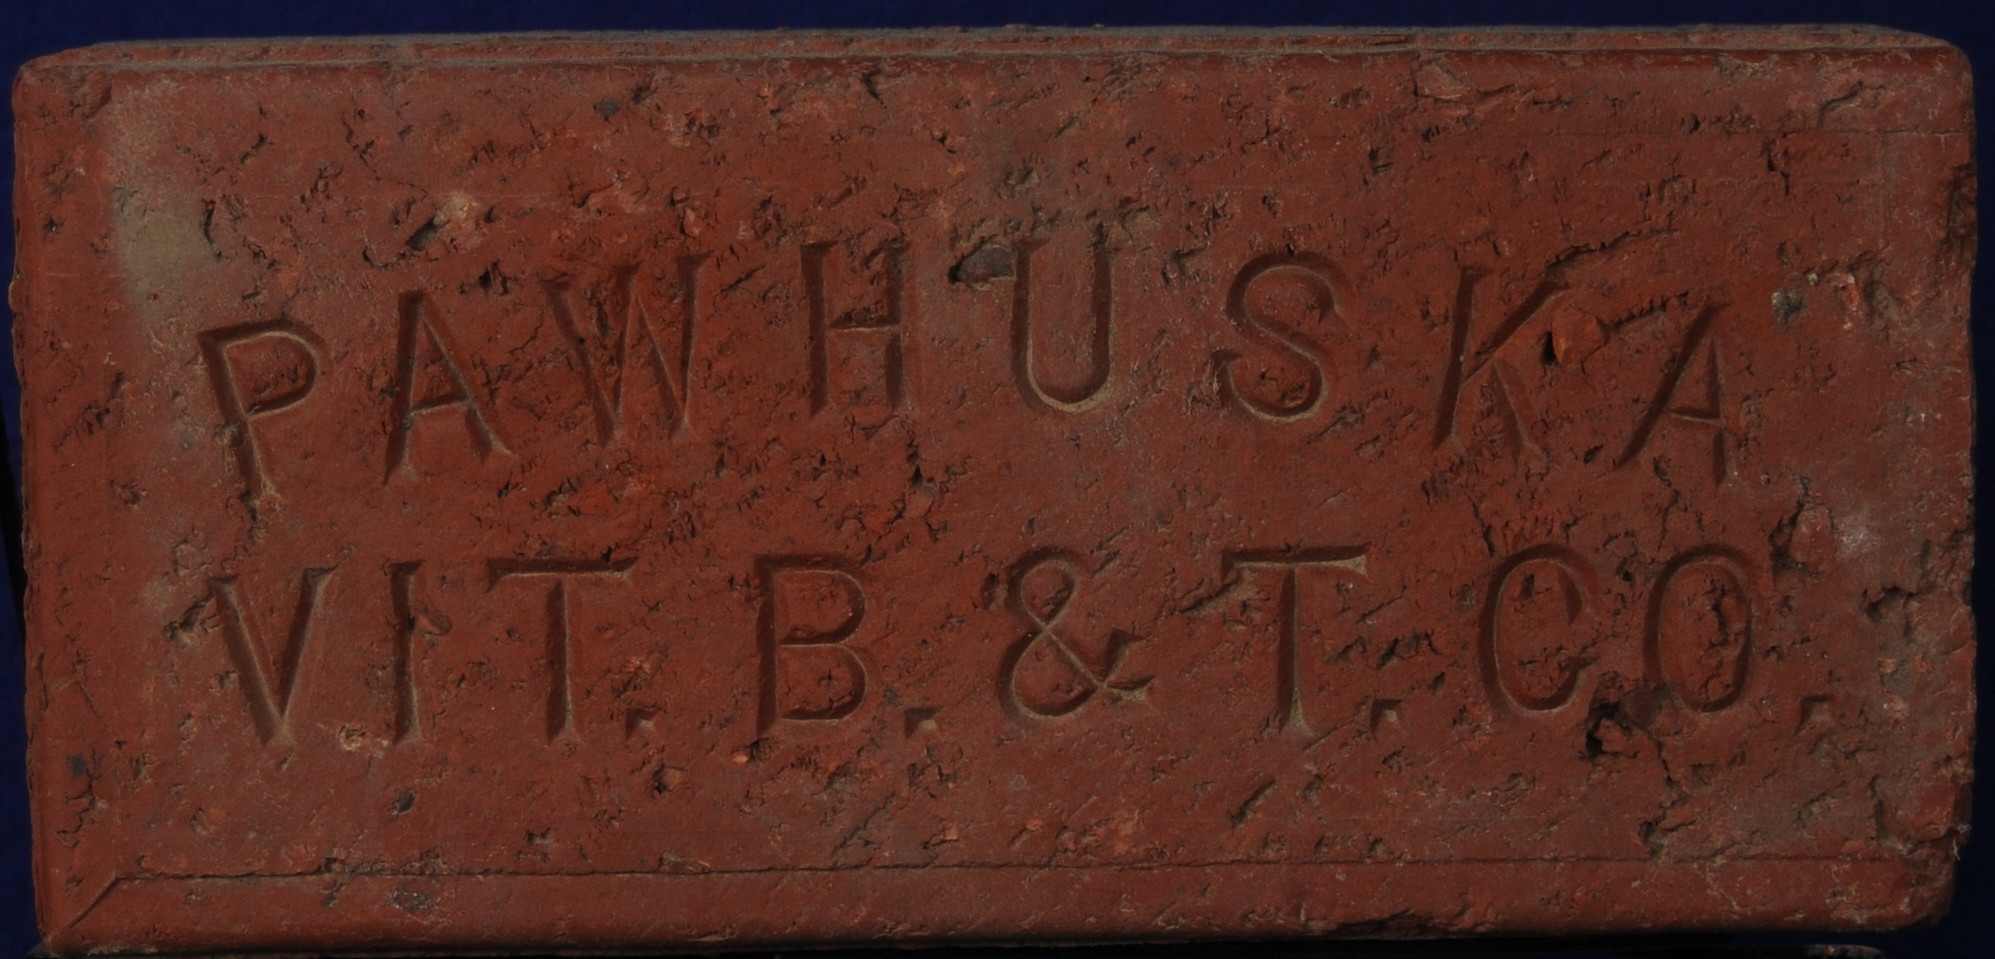 PAWHUSKA
VIT. B. & T. CO.